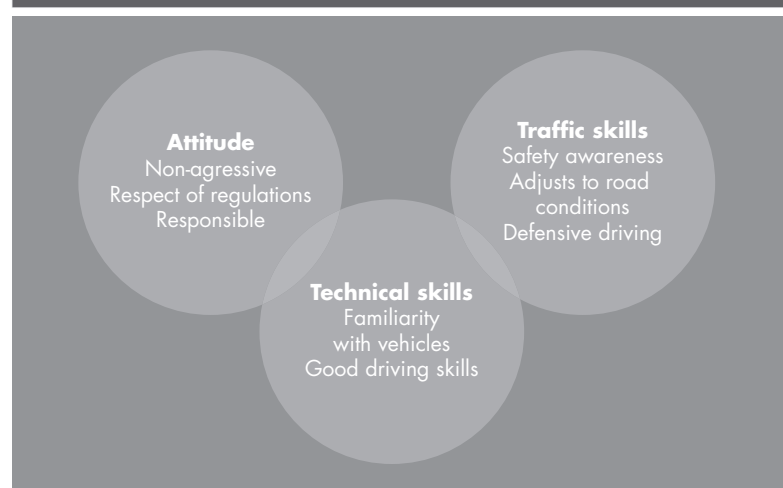 Attitude
Non-agressive
Respect of regulations
Responsible
Traffic skills
Safety awareness
Adjusts to road
conditions
Defensive driving
Technical skills
Familiarity
with vehicles
Good driving skills